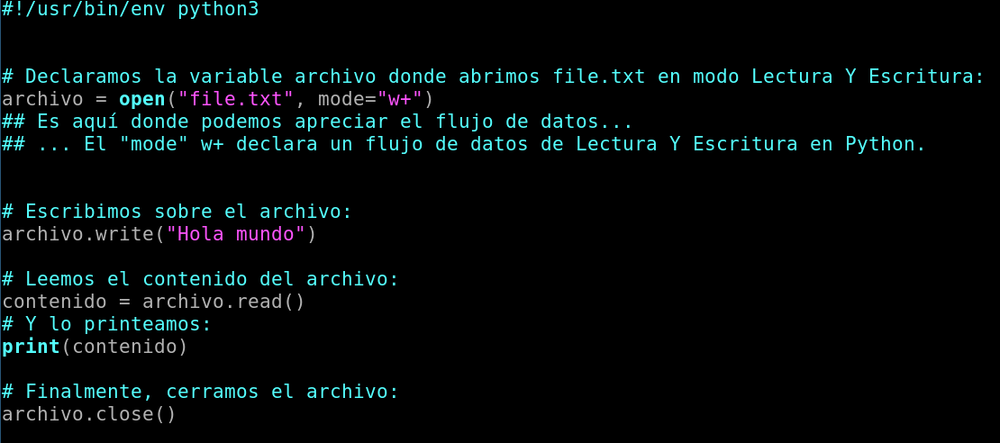 #!/usr/bin/env python3
# Declaramos la variable archivo donde abrimos file.txt en modo Lectura Y Escritura:
archivo = open("file.txt", mode="w+")
## Es aquí donde podemos apreciar el flujo de datos...
## ... El "mode" w+ declara un flujo de datos de Lectura Y Escritura en Python.
# Escribimos sobre el archivo:
archivo.write("Hola mundo")
# Leemos el contenido del archivo:
contenido = archivo.read()
# Y lo printeamos:
print(contenido)
# Finalmente, cerramos el archivo:
archivo.close()